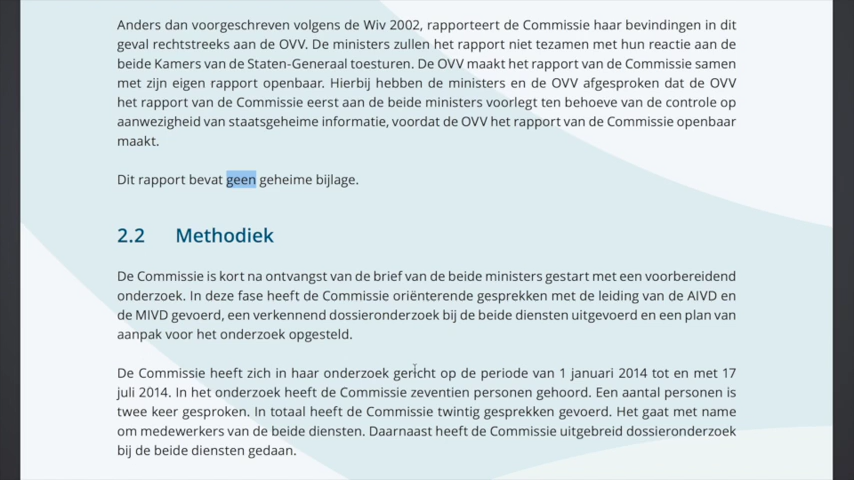 Anders dan voorgeschreven volgens de Wiv 2002, rapporteert de Commissie haar bevindingen in dit
geval rechtstreeks aan de OVV. De ministers zullen het rapport niet tezamen met hun reactie aan de
beide Kamers van de Staten-Generaal toesturen. De OVV maakt het rapport van de Commissie samen
met zijn eigen rapport openbaar. Hierbij hebben de ministers en de OVV afgesproken dat de OVV
het rapport van de Commissie eerst aan de beide ministers voorlegt ten behoeve van de controle op
aanwezigheid van staatsgeheime informatie, voordat de OVV het rapport van de Commissie openbaar
maakt.
Dit rapport bevat geen geheime bijlage.
2.2 Methodiek
De Commissie is kort na ontvangst van de brief van de beide ministers gestart met een voorbereidend
onderzoek. In deze fase heeft de Commissie oriënterende gesprekken met de leiding van de AIVD en
de MIVD gevoerd, een verkennend dossieronderzoek bij de beide diensten uitgevoerd en een plan van
aanpak voor het onderzoek opgesteld.
De Commissie heeft zich in haar onderzoek gericht op de periode van 1 januari 2014 tot en met 17
juli 2014. In het onderzoek heeft de Commissie zeventien personen gehoord. Een aantal personen is
twee keer gesproken. In totaal heeft de Commissie twintig gesprekken gevoerd. Het gaat met name
om medewerkers van de beide diensten. Daarnaast heeft de Commissie uitgebreid dossieronderzoek
bij de beide diensten gedaan.